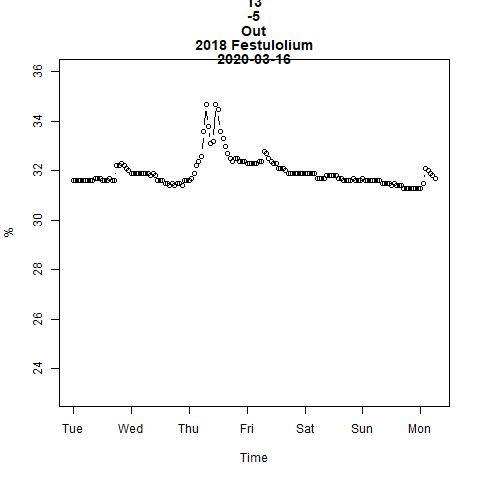 13
-5
Out
2018 Festulolium
2020-03-16
36
34
32
30
28
26
24
%
Tue Wed Thu Fri Sat Sun Mon
Time